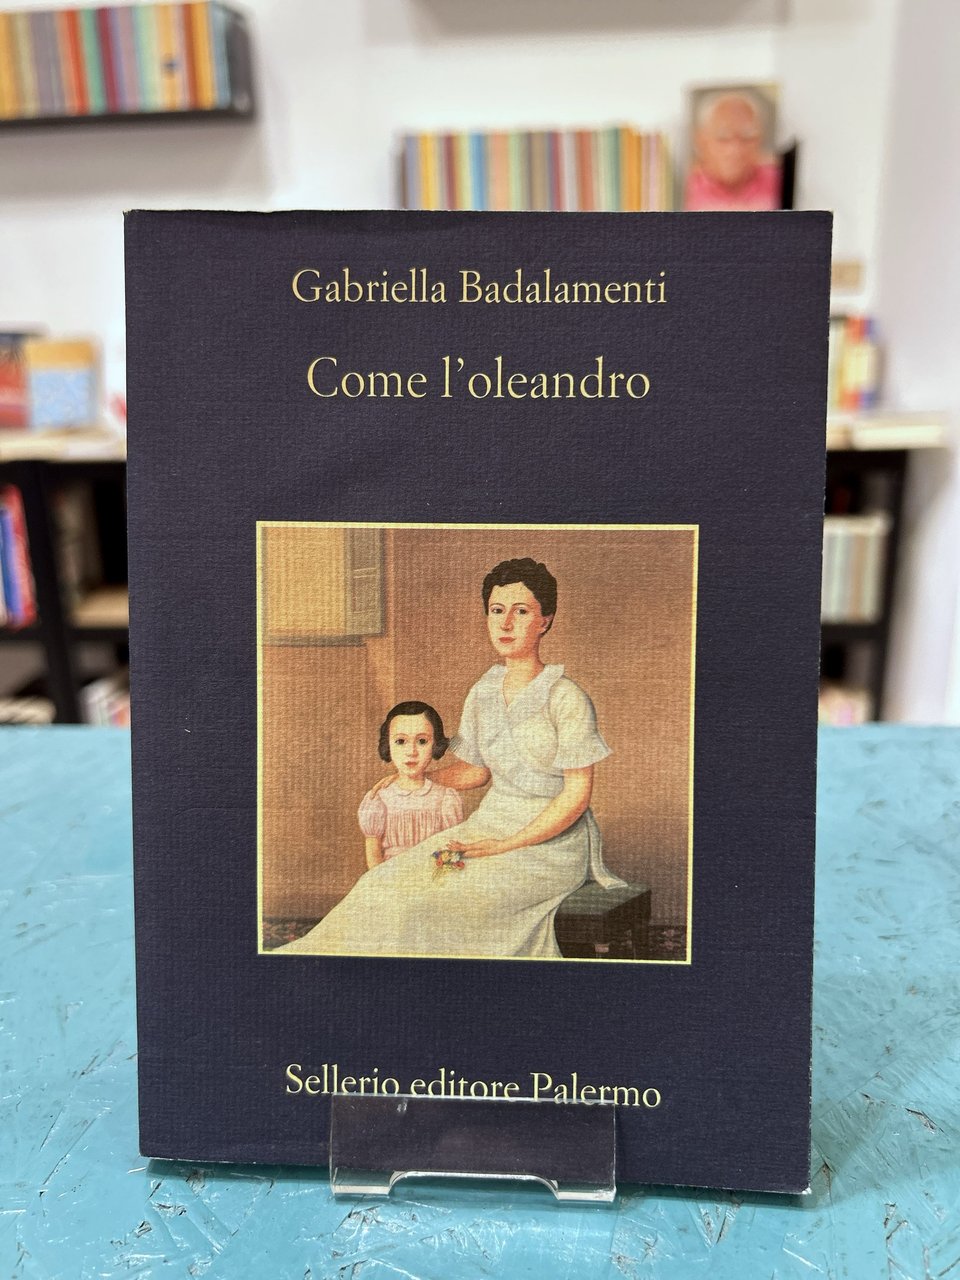 Gabriella Badalamenti
Come l'oleandro
Sellerio editore Palermo